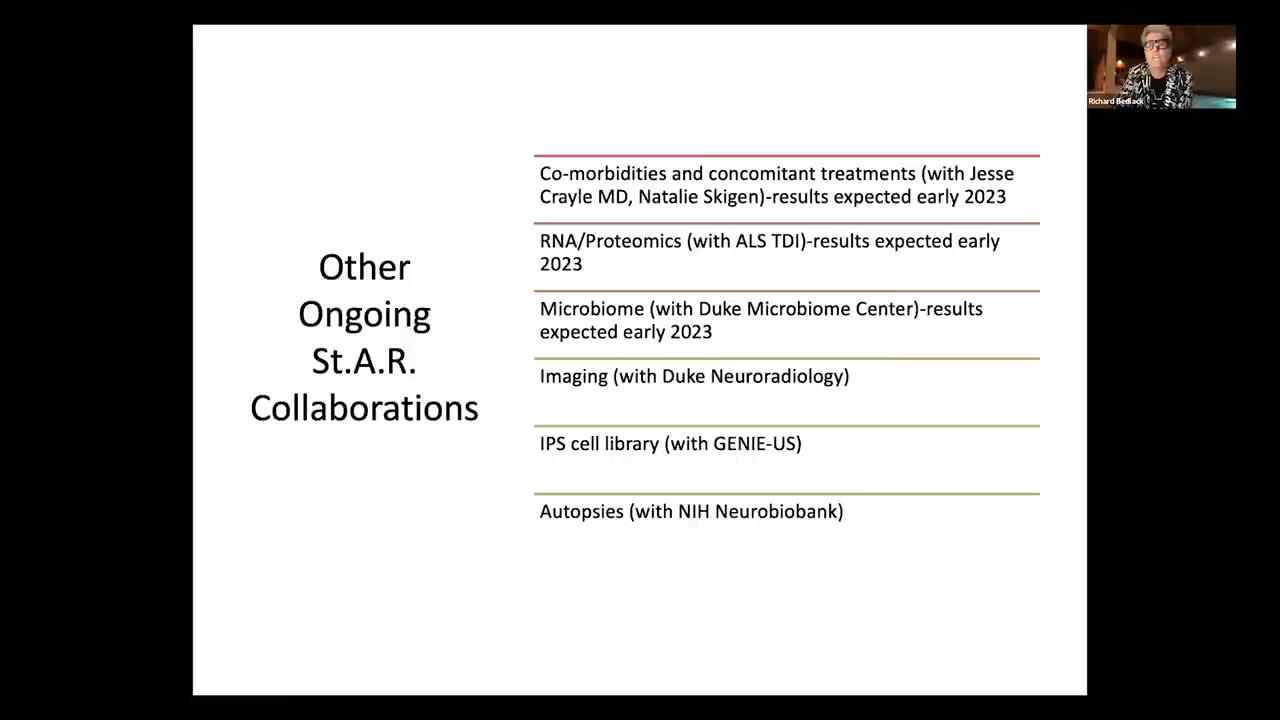 Other
Ongoing
St.A.R.
Collaborations
Co-morbidities and concomitant treatments (with Jesse
Crayle MD, Natalie Skigen)-results expected early 2023
RNA/Proteomics (with ALS TDI)-results expected early
2023
Microbiome (with Duke Microbiome Center)-results
expected early 2023
Imaging (with Duke Neuroradiology)
IPS cell library (with GENIE-US)
Autopsies (with NIH Neurobiobank)
Richard Bedlack